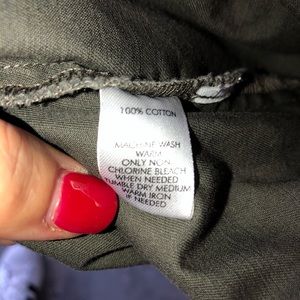 100% COTTON
MACHINE WASH
WARM
ONLY NON-
CHLORINE BLEACH
WHEN NEEDED
TUMBLE DRY MEDIUM
WARM IRON
IF NEEDED